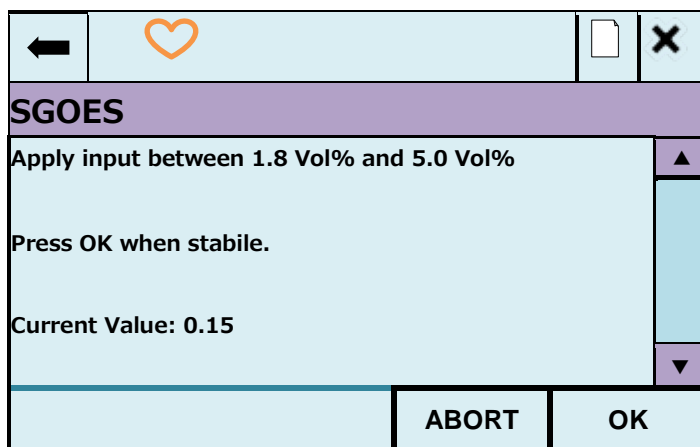 SGOES
Apply input between 1.8 Vol% and 5.0 Vol%
Press OK when stabile.
Current Value: 0.15
ABORT
OK